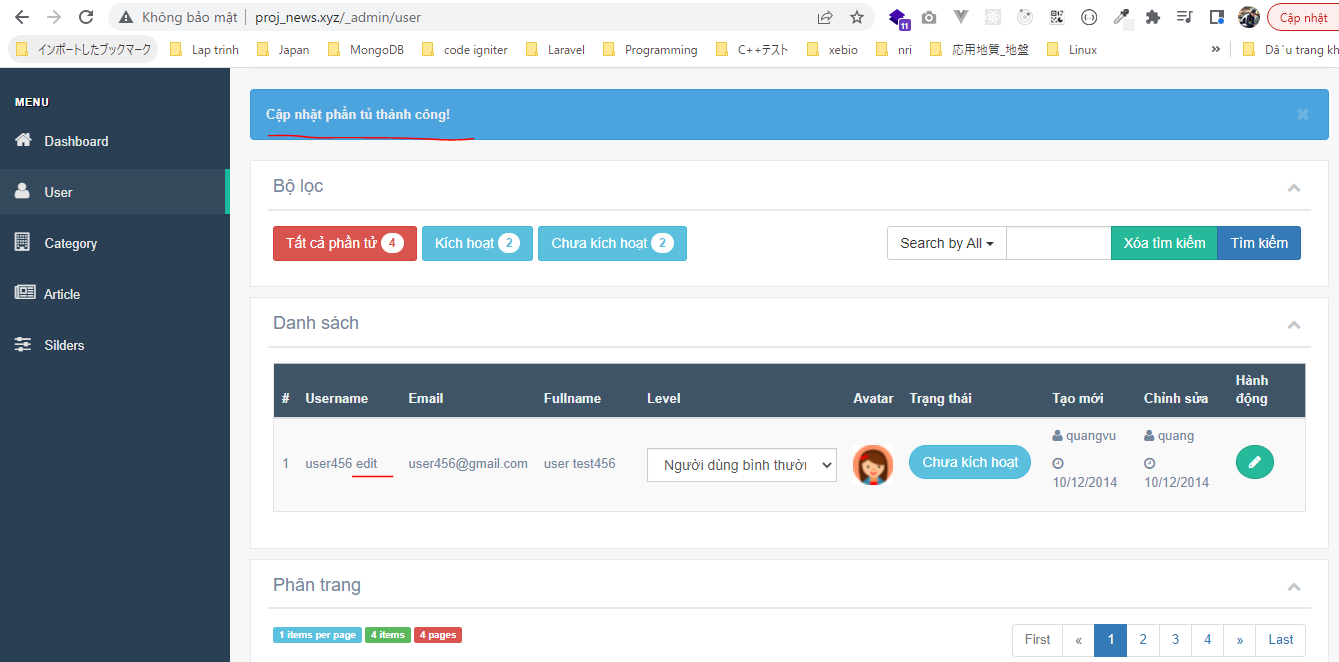 Không bảo mật proj_news.xyz/_admin/user 11 Cập nhật
インポートしたブックマーク Lap trinh Japan MongoDB code igniter Laravel Programming C++テスト xebio nri 応用地質_地盤 Linux » Dấu trang kh
MENU
Dashboard
User
Category
Article
Silders
Cập nhật phần tủ thành công!
Bộ lọc
Tất cả phần tử 4 Kích hoạt 2 Chưa kích hoạt 2 Search by All Xóa tìm kiếm Tìm kiếm
Danh sách
# Username Email Fullname Level Avatar Trạng thái Tạo mới Chỉnh sửa Hành động
1 user456 edit user456@gmail.com user test456 Người dùng bình thườn Chưa kích hoạt quangvu quang
10/12/2014 10/12/2014
Phân trang
1 items per page 4 items 4 pages First « 1 2 3 4 » Last